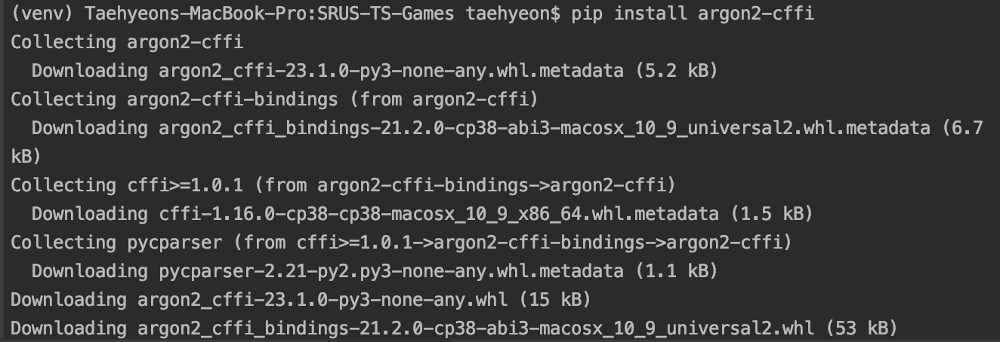 (venv) Taehyeons-MacBook-Pro:SRUS-TS-Games taehyeon$ pip install argon2-cffi
Collecting argon2-cffi
  Downloading argon2_cffi-23.1.0-py3-none-any.whl.metadata (5.2 kB)
Collecting argon2-cffi-bindings (from argon2-cffi)
  Downloading argon2_cffi_bindings-21.2.0-cp38-abi3-macosx_10_9_universal2.whl.metadata (6.7
kB)
Collecting cffi>=1.0.1 (from argon2-cffi-bindings->argon2-cffi)
  Downloading cffi-1.16.0-cp38-cp38-macosx_10_9_x86_64.whl.metadata (1.5 kB)
Collecting pycparser (from cffi>=1.0.1->argon2-cffi-bindings->argon2-cffi)
  Downloading pycparser-2.21-py2.py3-none-any.whl.metadata (1.1 kB)
Downloading argon2_cffi-23.1.0-py3-none-any.whl (15 kB)
Downloading argon2_cffi_bindings-21.2.0-cp38-abi3-macosx_10_9_universal2.whl (53 kB)